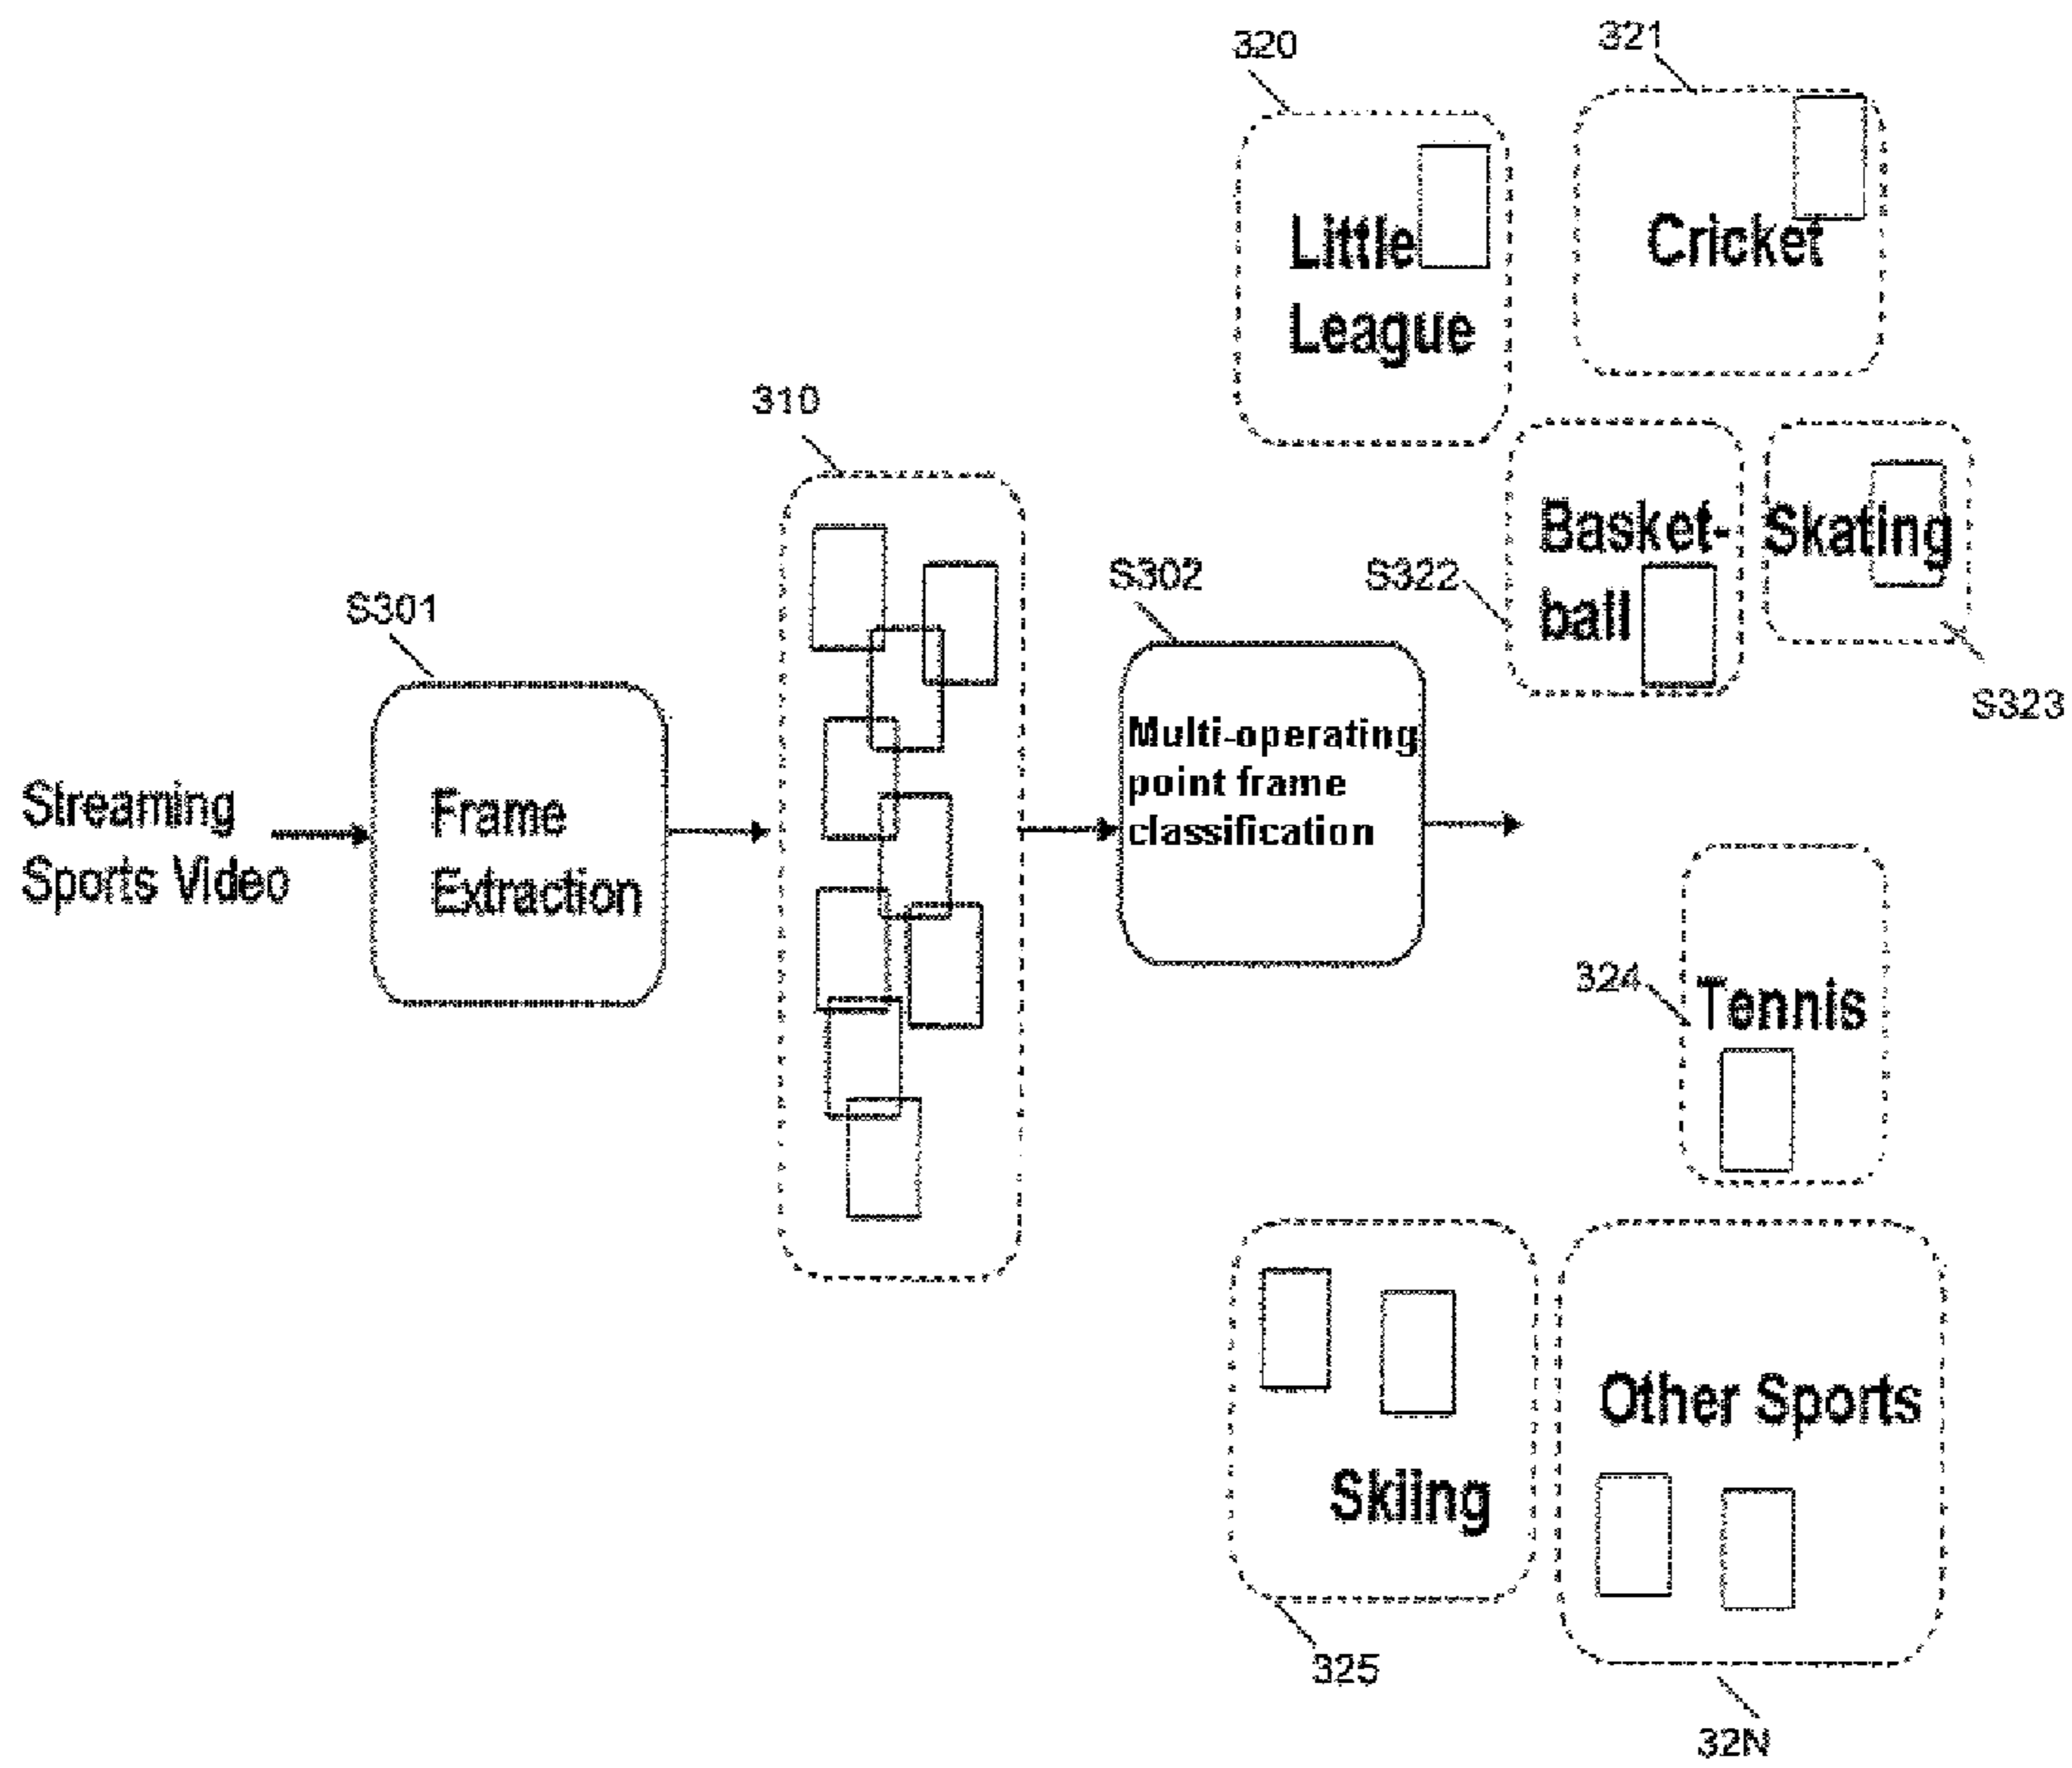 320
321
Little
League
Cricket
310
Basket-
ball
Skating
S301
S302
S322
S323
Streaming
Sports Video
Frame
Extraction
Multi-operating
point frame
classification
324
Tennis
Other Sports
Skiing
325
32N